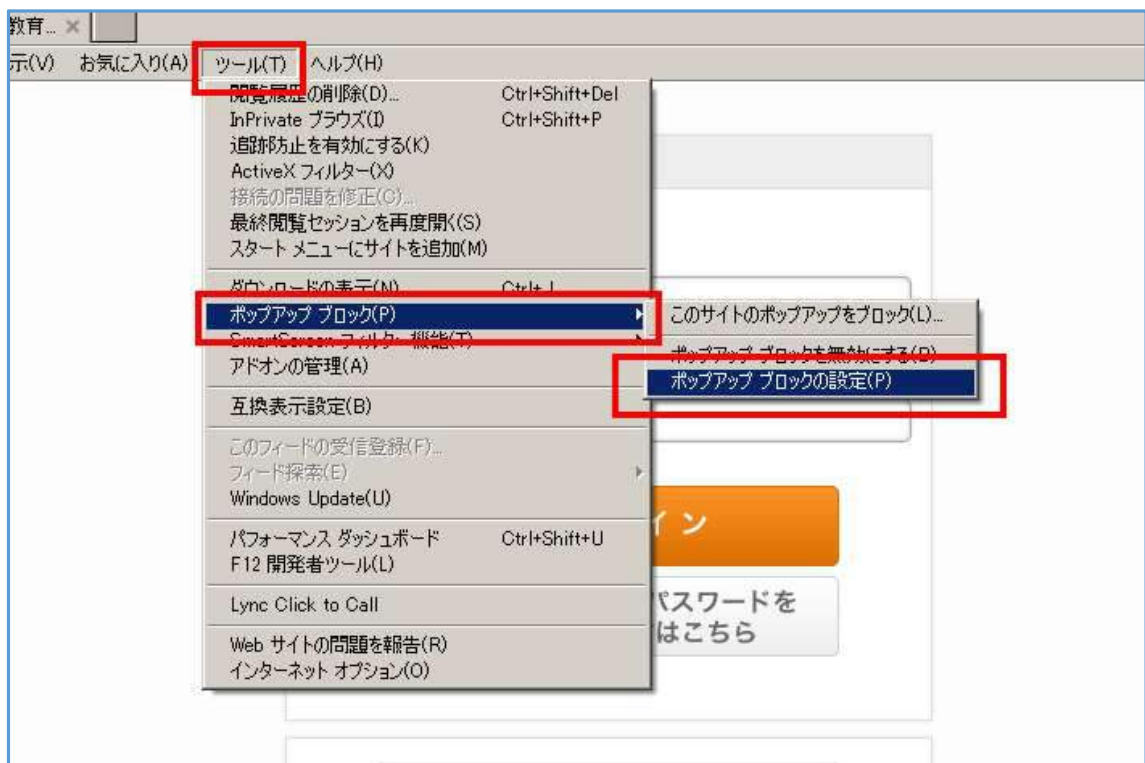 教育...
示(V) お気に入り(A) ツール(T) ヘルプ(H)
閲覧履歴の削除(D)... Ctrl+Shift+Del
InPrivate ブラウズ(I) Ctrl+Shift+P
追跡防止を有効にする(K)
ActiveX フィルター(X)
接続の問題を修正(C)...
最終閲覧セッションを再度開く(S)
スタート メニューにサイトを追加(M)
ダウンロードの表示(N) Ctrl+J
ポップアップ ブロック(P)
SmartScreen フィルター機能(T)
アドオンの管理(A)
互換表示設定(B)
このフィードの受信登録(F)...
フィード探索(E)
Windows Update(U)
パフォーマンス ダッシュボード Ctrl+Shift+U
F12 開発者ツール(L)
Lync Click to Call
Web サイトの問題を報告(R)
インターネット オプション(O)
このサイトのポップアップをブロック(L)...
ポップアップ ブロックを無効にする(B)
ポップアップ ブロックの設定(P)
イン
パスワードを
はこちら